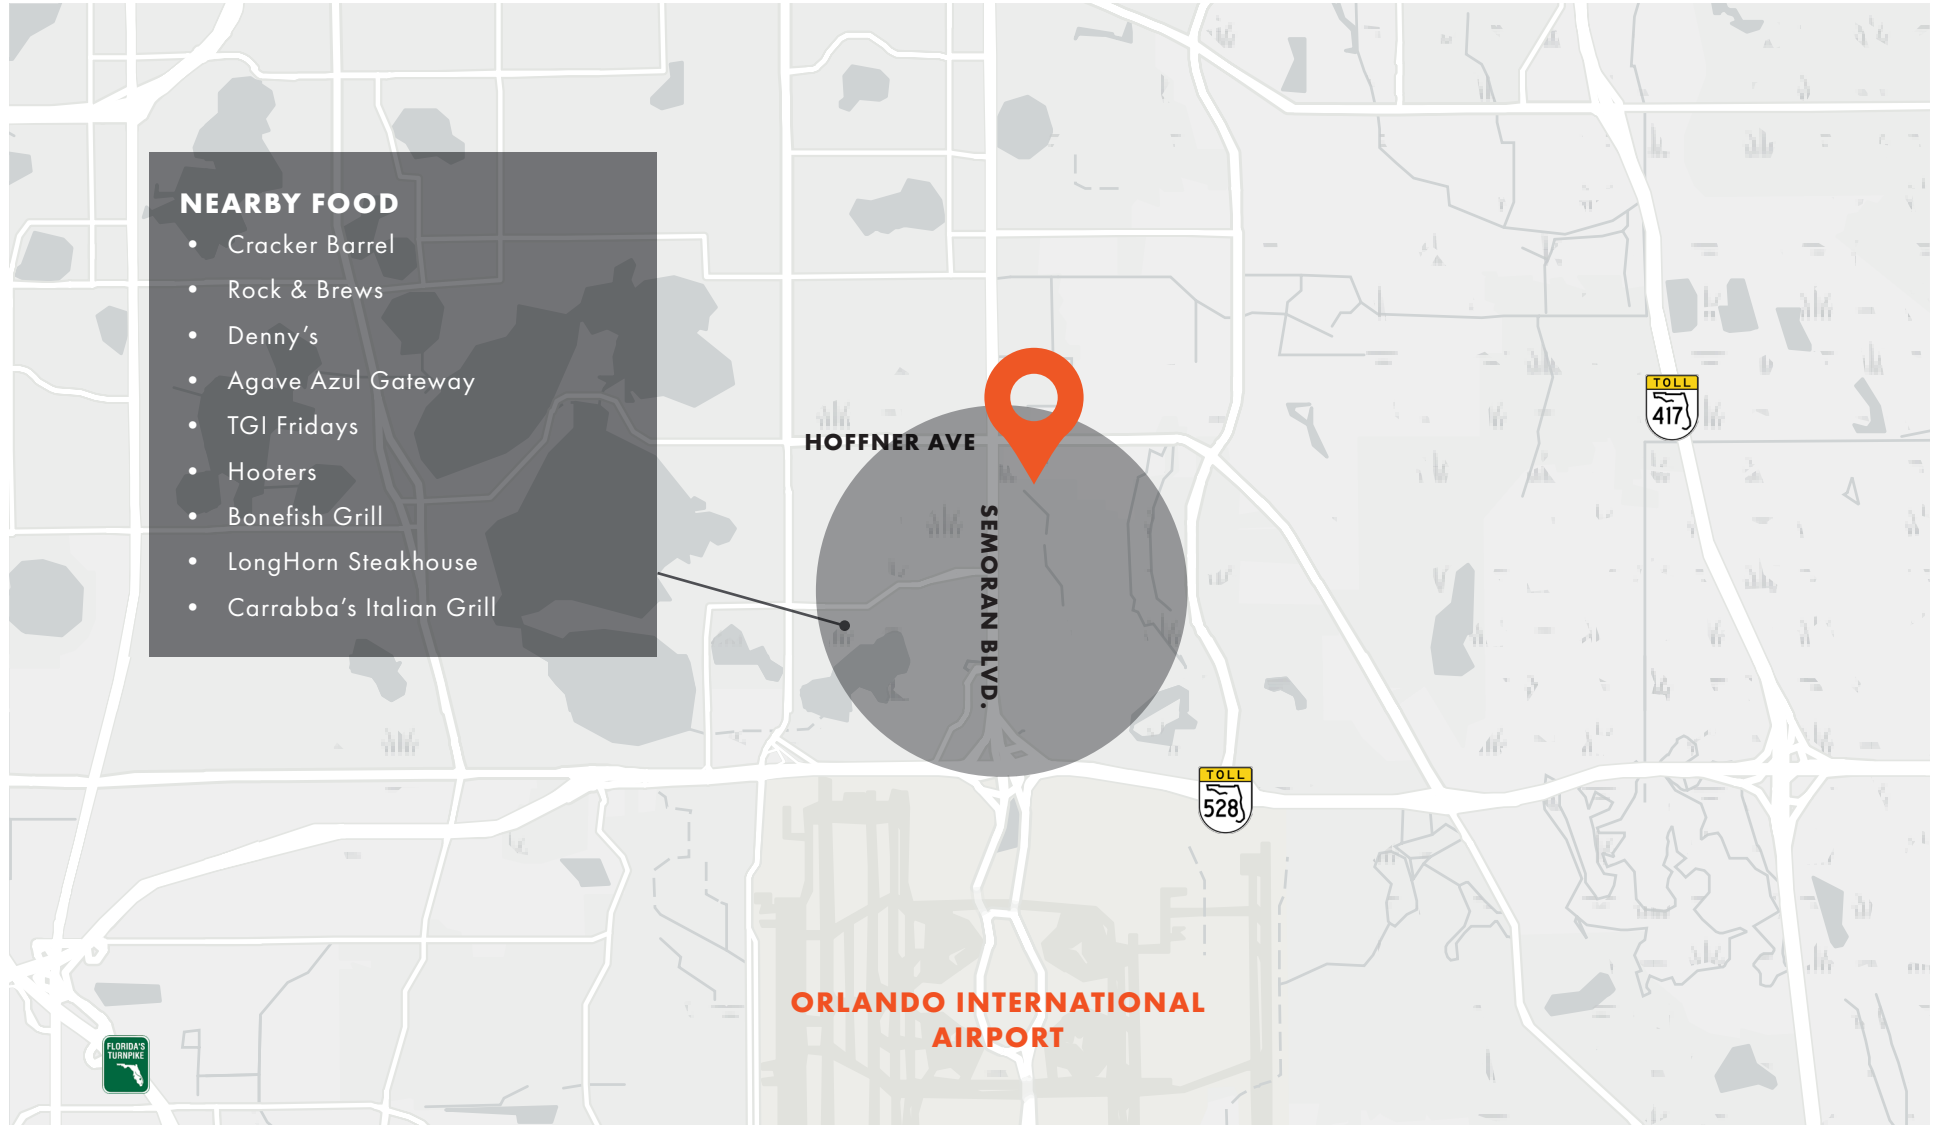 NEARBY FOOD
• Cracker Barrel
• Rock & Brews
• Denny's
• Agave Azul Gateway
• TGI Fridays
• Hooters
• Bonefish Grill
• LongHorn Steakhouse
• Carrabba's Italian Grill
HOFFNER AVE
SEMORAN BLVD.
TOLL
417
TOLL
528
ORLANDO INTERNATIONAL
AIRPORT
FLORIDA'S
TURNPIKE